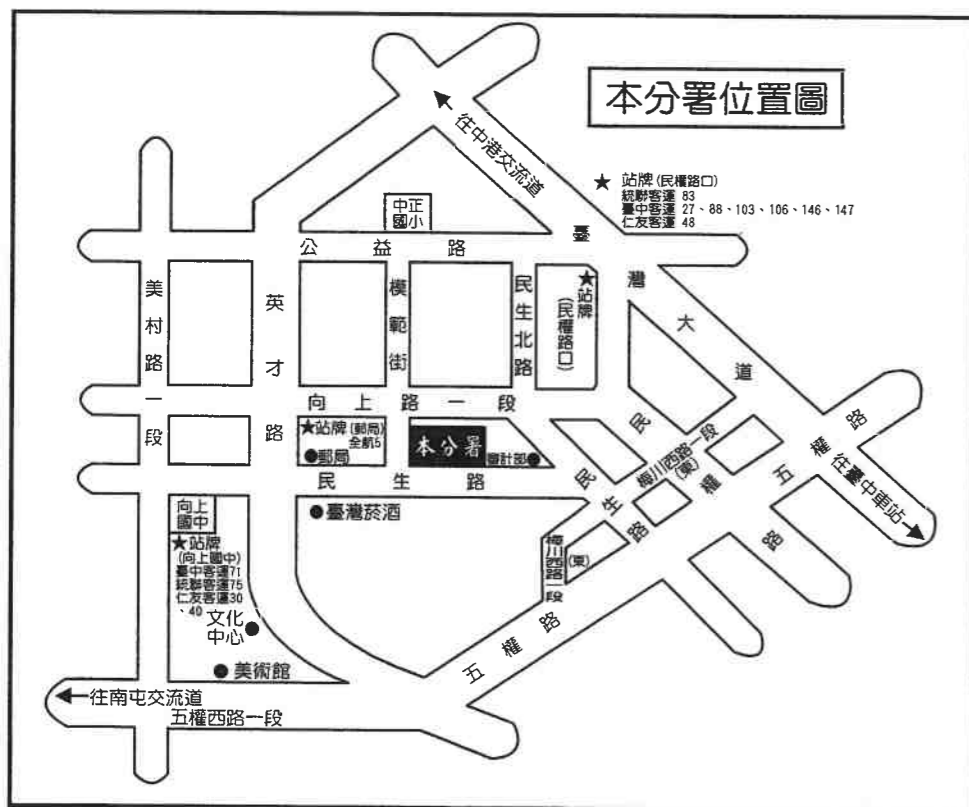 本分署位置圖
往中港交流道
★ 站牌 (民權路口)
統聯客運 83
臺中客運 27、88、103、106、146、147
仁友客運 48
中正
國小
公益路
臺灣大道
美村路一段
英才路
模範街
民生北路
★站牌
(民權路口)
向上路一段
★站牌 (郵局)
全航5
●郵局
本分署
審計部●
民生路
民生路
民權路
梅川西路一段
(東)
五權路
往臺中車站
向上
國中
★站牌
(向上國中)
臺中客運71
統聯客運75
仁友客運30
、40
●臺灣菸酒
梅川西路一段
(東)
文化
中心●
●美術館
五權路
往南屯交流道
五權西路一段